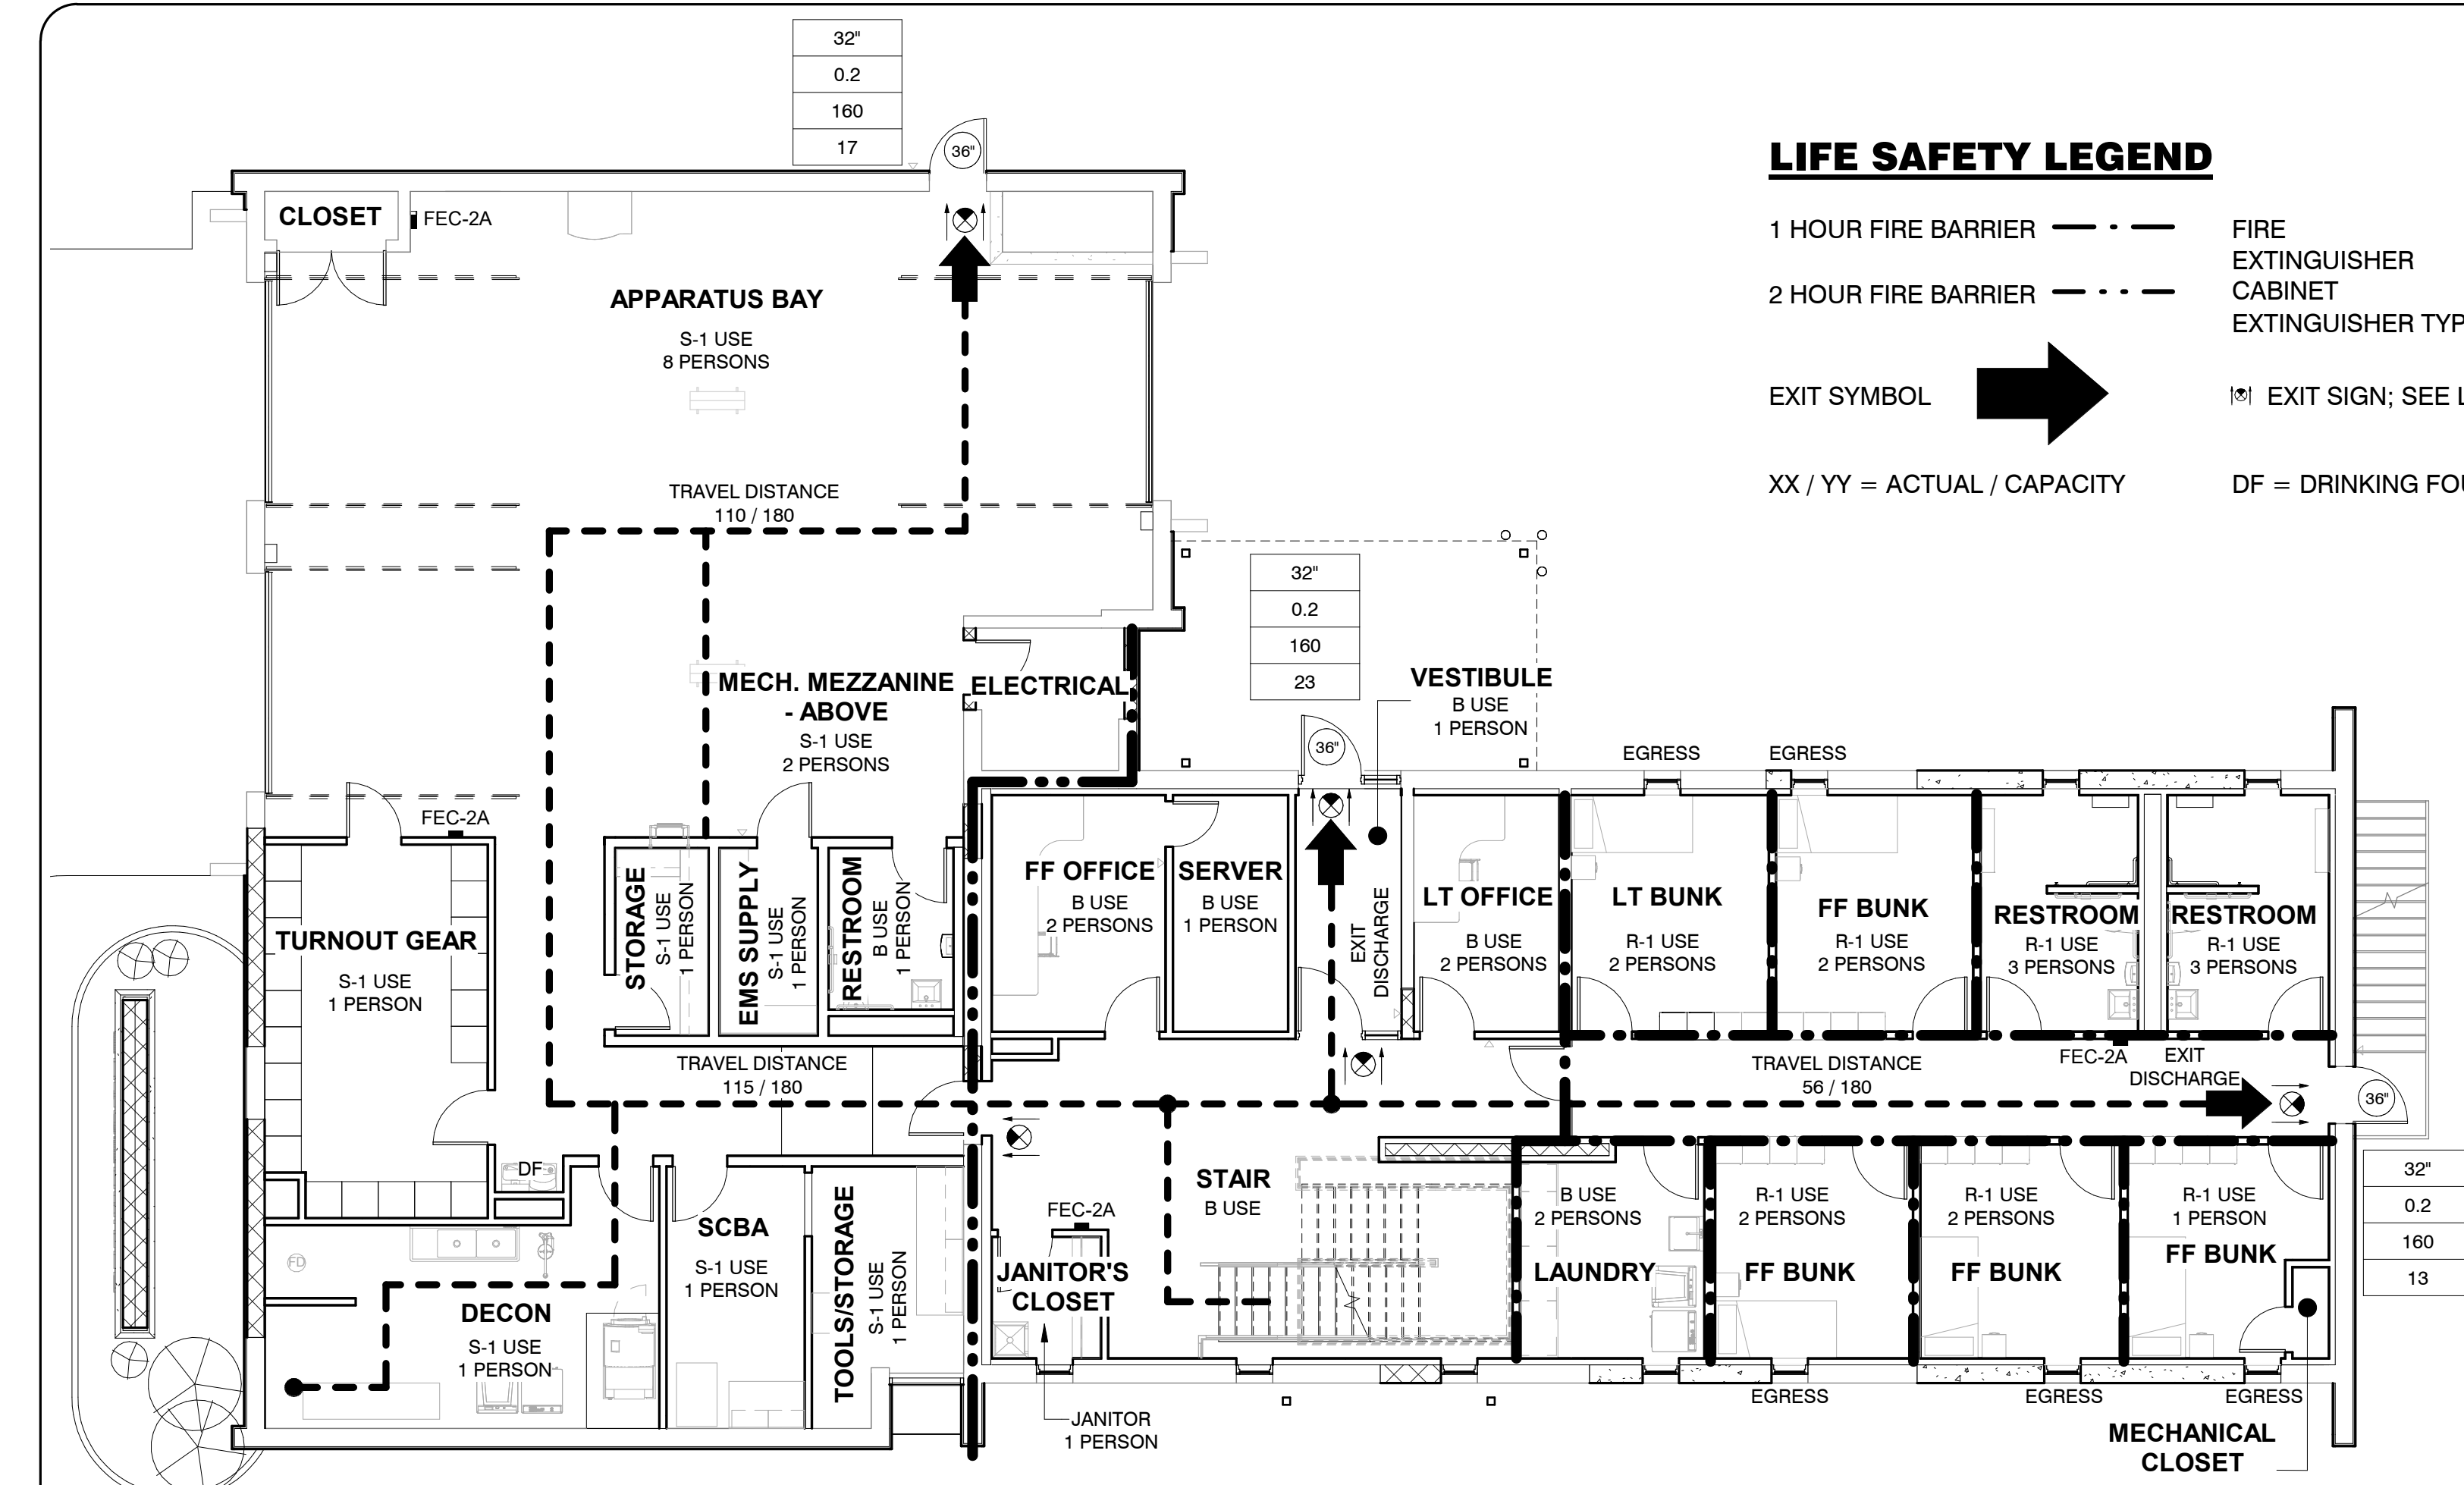 32"
0.2
160
17
36"
CLOSET
FEC-2A
APPARATUS BAY
S-1 USE
8 PERSONS
TRAVEL DISTANCE
110 / 180
LIFE SAFETY LEGEND
1 HOUR FIRE BARRIER
2 HOUR FIRE BARRIER
EXIT SYMBOL
XX / YY = ACTUAL / CAPACITY
FIRE
EXTINGUISHER
CABINET
EXTINGUISHER TYP
EXIT SIGN; SEE L
DF = DRINKING FOU
32"
0.2
160
23
36"
VESTIBULE
B USE
1 PERSON
MECH. MEZZANINE
- ABOVE
S-1 USE
2 PERSONS
ELECTRICAL
EGRESS
EGRESS
FEC-2A
TURNOUT GEAR
S-1 USE
1 PERSON
STORAGE
S-1 USE
1 PERSON
EMS SUPPLY
S-1 USE
1 PERSON
RESTROOM
B USE
1 PERSON
FF OFFICE
B USE
2 PERSONS
SERVER
B USE
1 PERSON
EXIT
DISCHARGE
LT OFFICE
B USE
2 PERSONS
LT BUNK
R-1 USE
2 PERSONS
FF BUNK
R-1 USE
2 PERSONS
RESTROOM
R-1 USE
3 PERSONS
RESTROOM
R-1 USE
3 PERSONS
TRAVEL DISTANCE
115 / 180
TRAVEL DISTANCE
56 / 180
FEC-2A
EXIT
DISCHARGE
36"
32"
0.2
160
13
DF
FD
DECON
S-1 USE
1 PERSON
SCBA
S-1 USE
1 PERSON
TOOLS/STORAGE
S-1 USE
1 PERSON
FEC-2A
JANITOR'S
CLOSET
JANITOR
1 PERSON
STAIR
B USE
B USE
2 PERSONS
LAUNDRY
R-1 USE
2 PERSONS
FF BUNK
R-1 USE
2 PERSONS
FF BUNK
R-1 USE
1 PERSON
FF BUNK
EGRESS
EGRESS
EGRESS
MECHANICAL
CLOSET